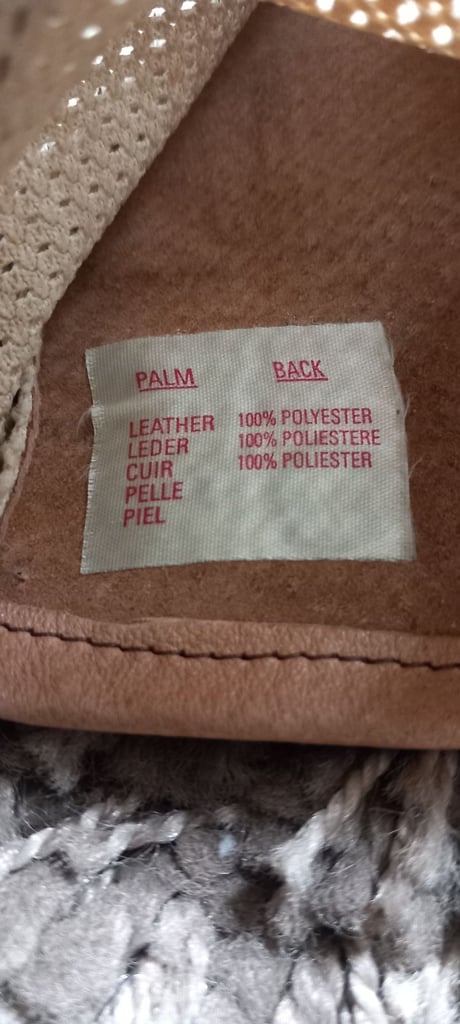 PALM BACK
LEATHER 100% POLYESTER
LEDER 100% POLIESTERE
CUIR 100% POLIESTER
PELLE
PIEL